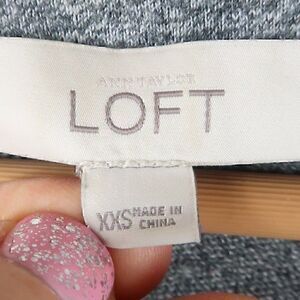 ANN TAYLOR
LOFT
XXS MADE IN
CHINA